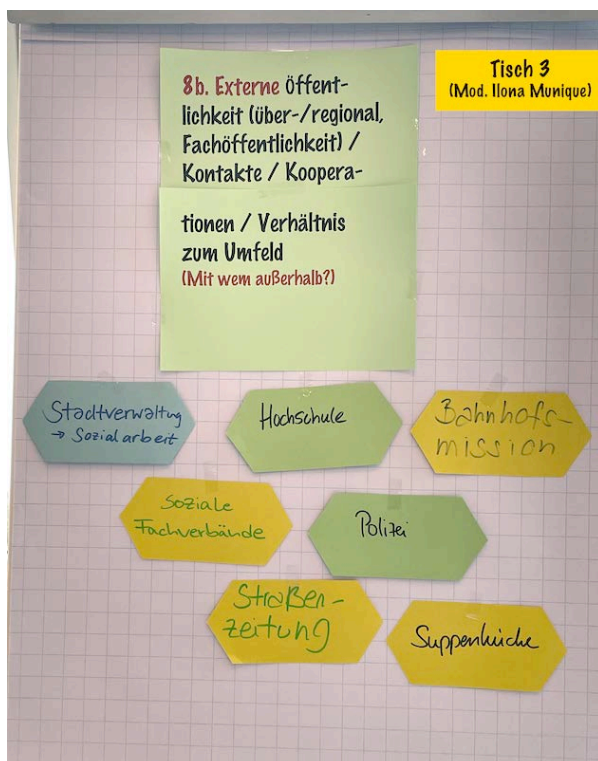 8b. Externe Öffent-
lichkeit (über-/regional,
Fachöffentlichkeit) /
Kontakte / Koopera-
tionen / Verhältnis
zum Umfeld
(Mit wem außerhalb?)
Tisch 3
(Mod. Ilona Munique)
Stadtverwaltung
→ Sozialarbeit
Hochschule
Bahnhofs-
mission
Soziale
Fachverbände
Polizei
Straßen-
zeitung
Suppenküche